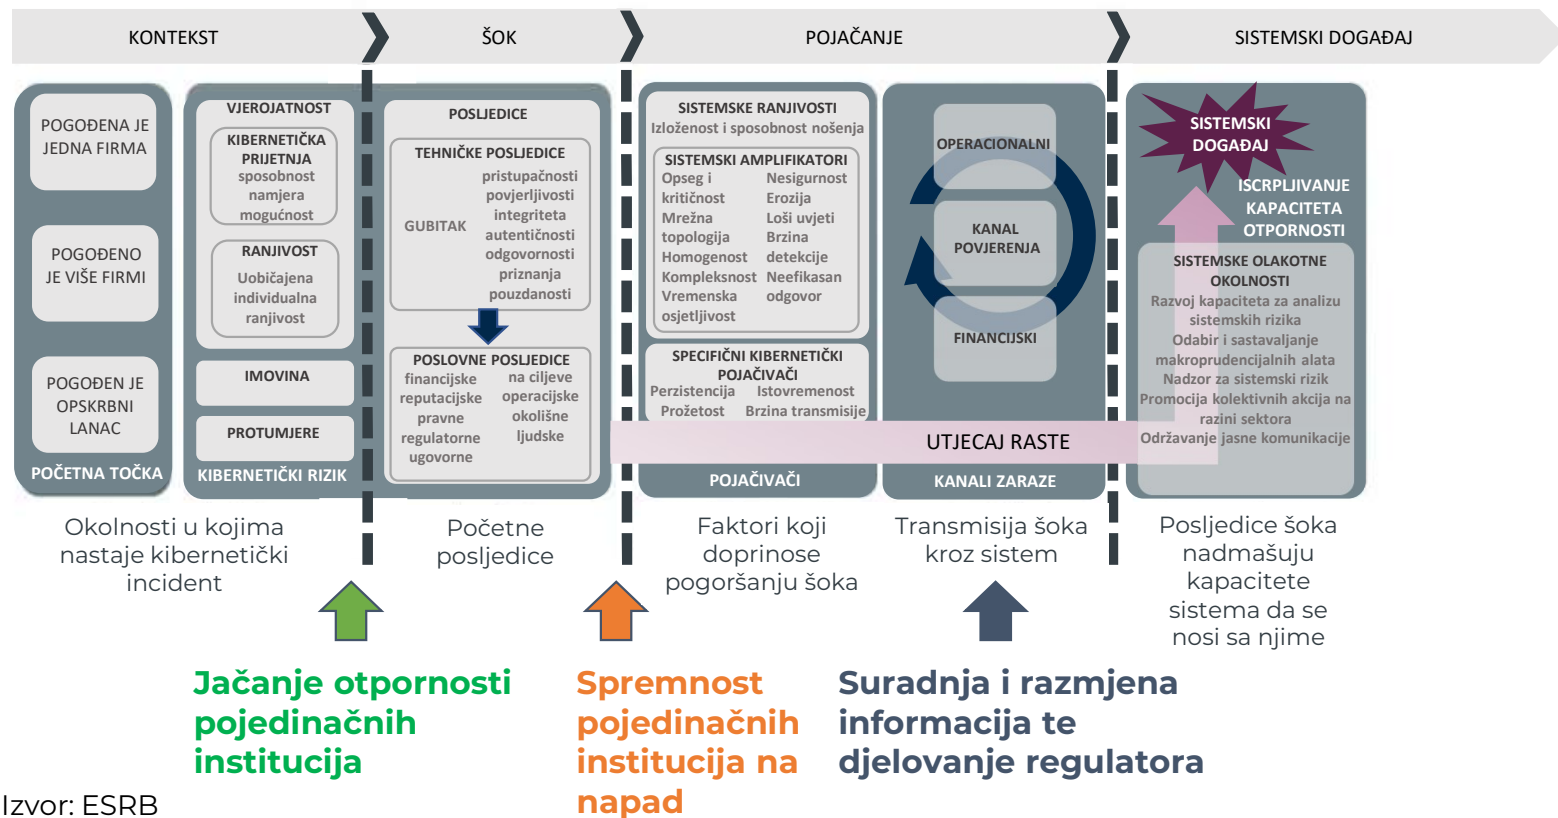 KONTEKST
ŠOK
POJAČANJE
SISTEMSKI DOGAĐAJ
POGOĐENA JE
JEDNA FIRMA
POGOĐENO
JE VIŠE FIRMI
POGOĐEN JE
OPSKRBNI
LANAC
POČETNA TOČKA
VJEROJATNOST
KIBERNETIČKA
PRIJETNJA
sposobnost
namjera
mogućnost
RANJIVOST
Uobičajena
individualna
ranjivost
IMOVINA
PROTUMJERE
KIBERNETIČKI RIZIK
POSLJEDICE
TEHNIČKE POSLJEDICE
GUBITAK
pristupačnosti
povjerljivosti
integriteta
autentičnosti
odgovornosti
priznanja
pouzdanosti
POSLOVNE POSLJEDICE
financijske
reputacijske
pravne
regulatorne
ugovorne
na ciljeve
operacijske
okolišne
ljudske
SISTEMSKE RANJIVOSTI
Izloženost i sposobnost nošenja
SISTEMSKI AMPLIFIKATORI
Opseg i
kritičnost
Mrežna
topologija
Homogenost
Kompleksnost
Vremenska
osjetljivost
Nesigurnost
Erozija
Loši uvjeti
Brzina
detekcije
Neefikasan
odgovor
SPECIFIČNI KIBERNETIČKI
POJAČIVAČI
Perzistencija Istovremenost
Prožetost Brzina transmisije
POJAČIVAČI
OPERACIONALNI
KANAL
POVJERENJA
FINANCIJSKI
UTJECAJ RASTE
KANALI ZARAZE
SISTEMSKI
DOGAĐAJ
ISCRPLJIVANJE
KAPACITETA
OTPORNOSTI
SISTEMSKE OLAKOTNE
OKOLNOSTI
Razvoj kapaciteta za analizu
sistemskih rizika
Odabir i sastavaljanje
makroprudencijalnih alata
Nadzor za sistemski rizik
Promocija kolektivnih akcija na
razini sektora
Održavanje jasne komunikacije
Okolnosti u kojima
nastaje kibernetički
incident
Početne
posljedice
Faktori koji
doprinose
pogoršanju šoka
Transmisija šoka
kroz sistem
Posljedice šoka
nadmašuju
kapacitete
sistema da se
nosi sa njime
Jačanje otpornosti
pojedinačnih
institucija
Spremnost
pojedinačnih
institucija na
napad
Suradnja i razmjena
informacija te
djelovanje regulatora
Izvor: ESRB